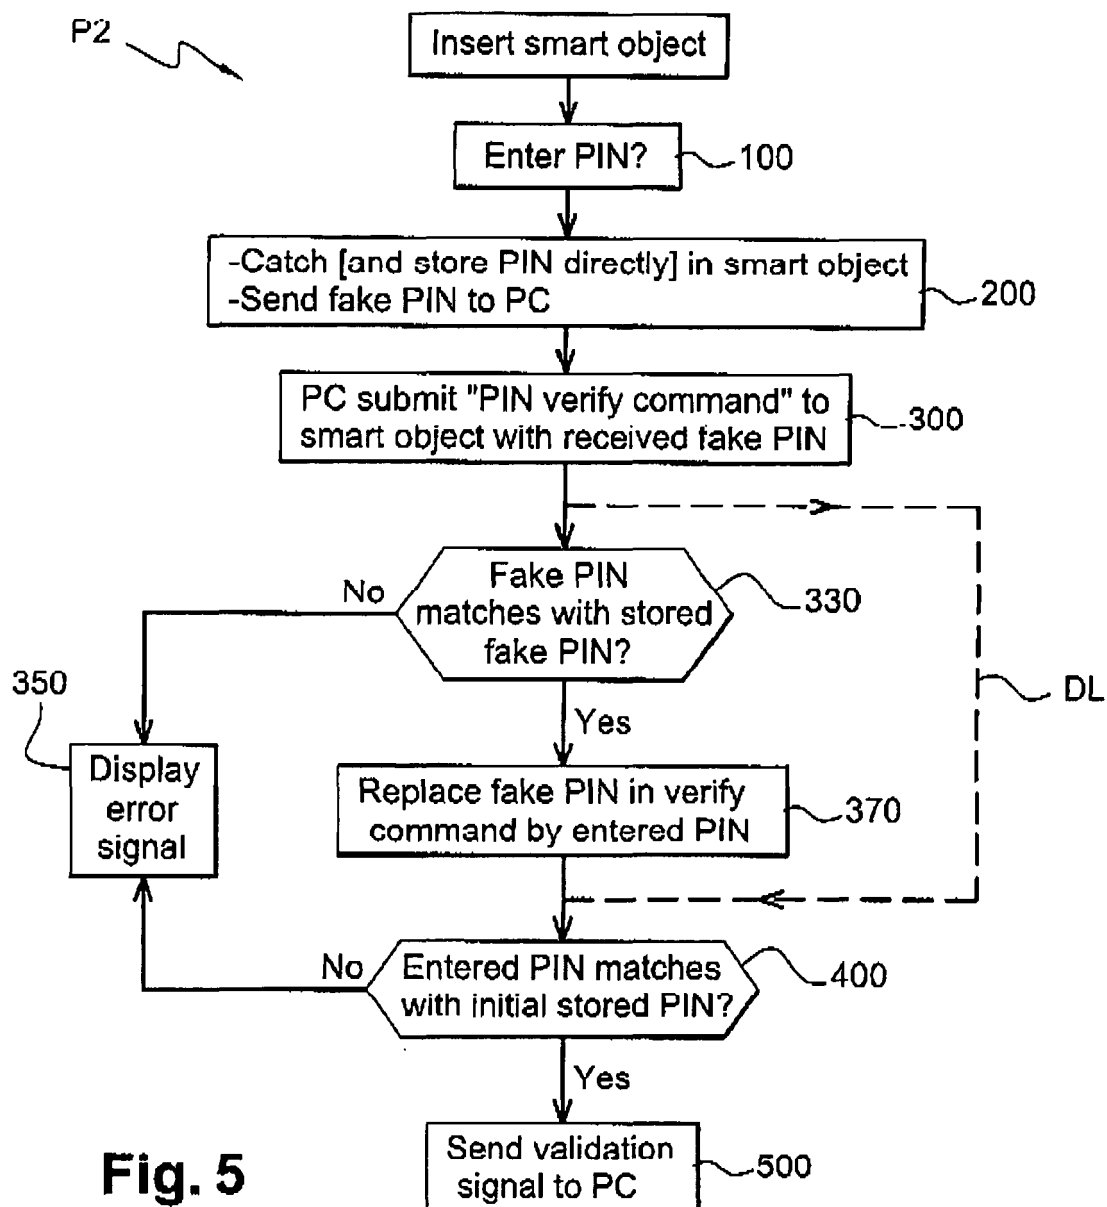 P2
Insert smart object
Enter PIN?
100
-Catch [and store PIN directly] in smart object
-Send fake PIN to PC
200
PC submit "PIN verify command" to
smart object with received fake PIN
300
Fake PIN
matches with stored
fake PIN?
330
No
DL
350
Display
error
signal
Yes
Replace fake PIN in verify
command by entered PIN
370
No
Entered PIN matches
with initial stored PIN?
400
Yes
Send validation
signal to PC
500
Fig. 5